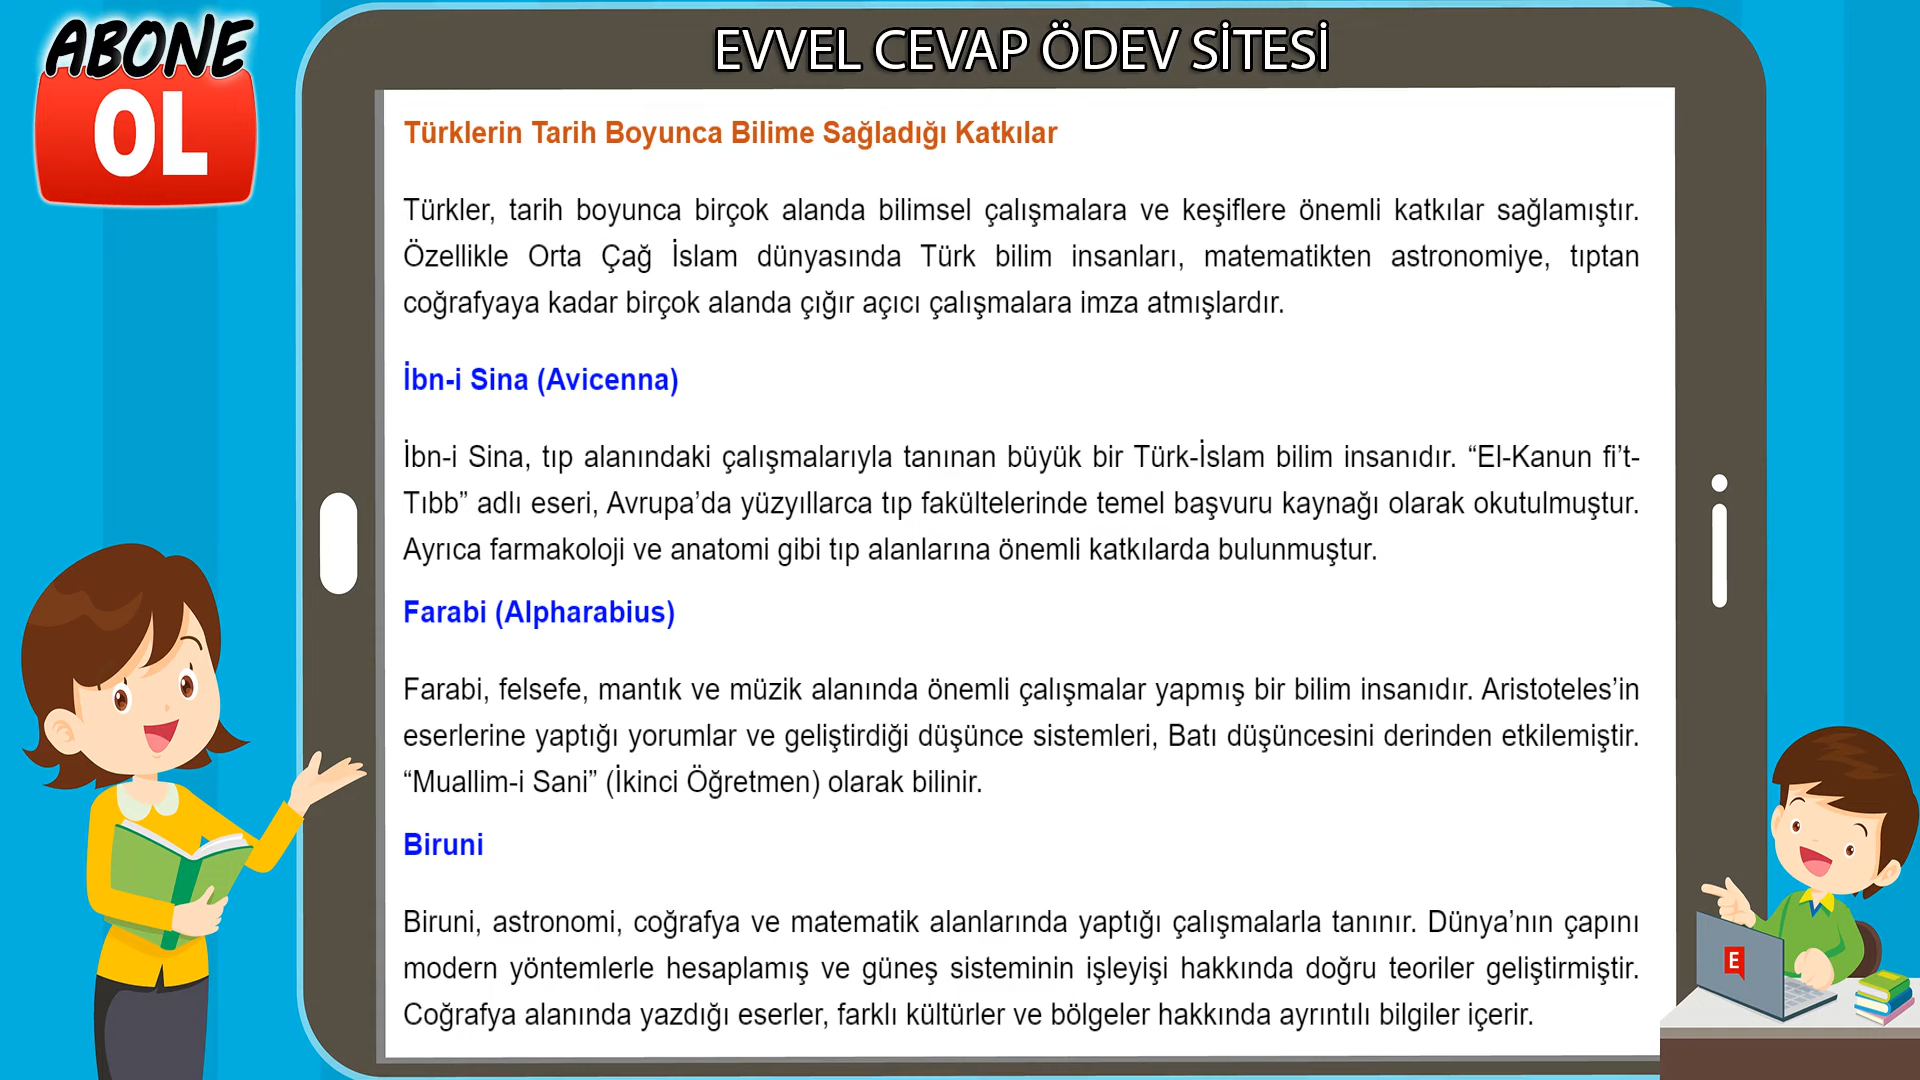 ABONE
OL
EVVEL CEVAP ÖDEV SİTESİ
Türklerin Tarih Boyunca Bilime Sağladığı Katkılar
Türkler, tarih boyunca birçok alanda bilimsel çalışmalara ve keşiflere önemli katkılar sağlamıştır.
Özellikle Orta Çağ İslam dünyasında Türk bilim insanları, matematikten astronomiye, tıptan
coğrafyaya kadar birçok alanda çığır açıcı çalışmalara imza atmışlardır.
İbn-i Sina (Avicenna)
İbn-i Sina, tıp alanındaki çalışmalarıyla tanınan büyük bir Türk-İslam bilim insanıdır. “El-Kanun fi’t-
Tıbb” adlı eseri, Avrupa’da yüzyıllarca tıp fakültelerinde temel başvuru kaynağı olarak okutulmuştur.
Ayrıca farmakoloji ve anatomi gibi tıp alanlarına önemli katkılarda bulunmuştur.
Farabi (Alpharabius)
Farabi, felsefe, mantık ve müzik alanında önemli çalışmalar yapmış bir bilim insanıdır. Aristoteles’in
eserlerine yaptığı yorumlar ve geliştirdiği düşünce sistemleri, Batı düşüncesini derinden etkilemiştir.
“Muallim-i Sani” (İkinci Öğretmen) olarak bilinir.
Biruni
Biruni, astronomi, coğrafya ve matematik alanlarında yaptığı çalışmalarla tanınır. Dünya’nın çapını
modern yöntemlerle hesaplamış ve güneş sisteminin işleyişi hakkında doğru teoriler geliştirmiştir.
Coğrafya alanında yazdığı eserler, farklı kültürler ve bölgeler hakkında ayrıntılı bilgiler içerir.
E